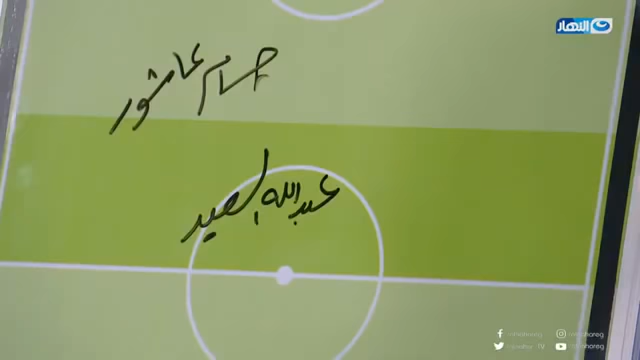 النهار
حسام عاشور
عبدالله السعيد